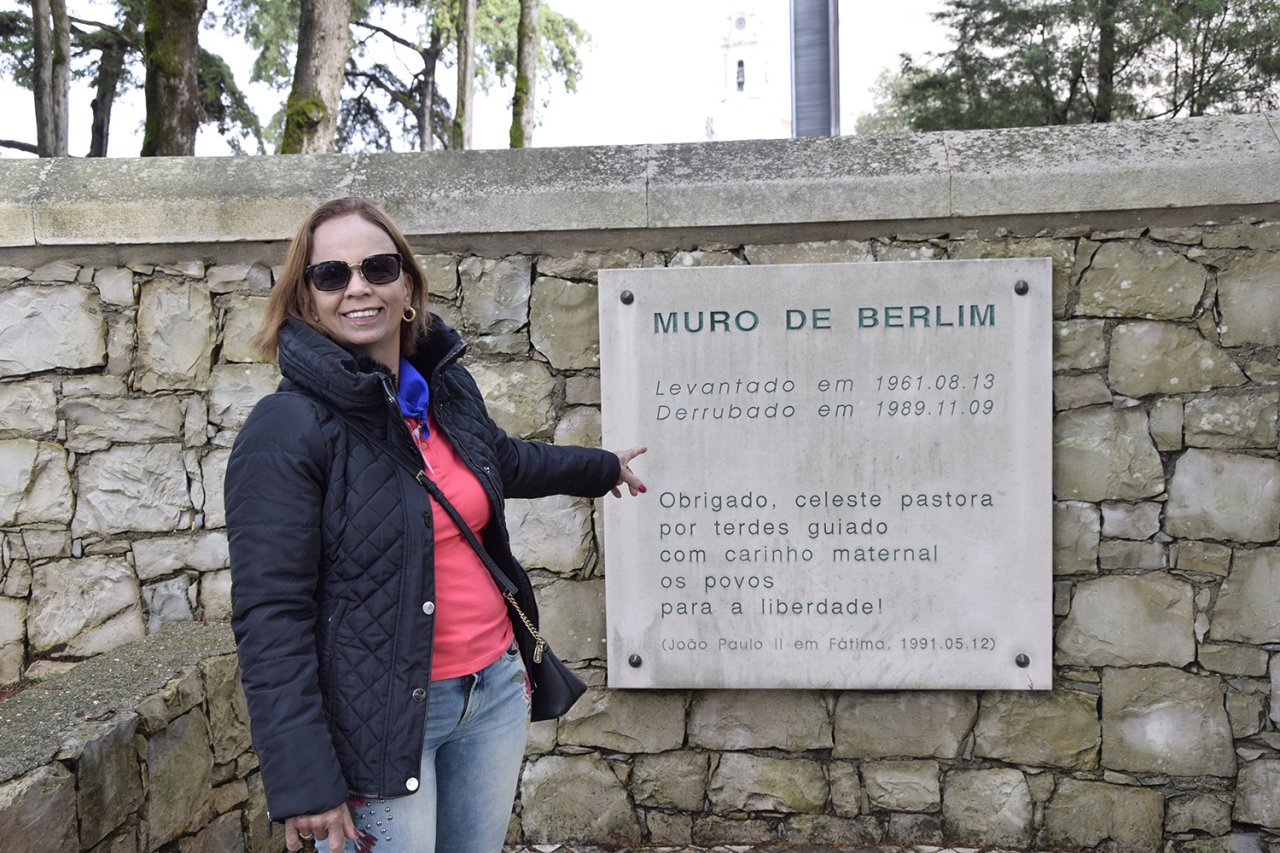 MURO DE BERLIM
Levantado em 1961.08.13
Derrubado em 1989.11.09
Obrigado, celeste pastora
por terdes guiado
com carinho maternal
os povos
para a liberdade!
(João Paulo II em Fátima, 1991.05.12)